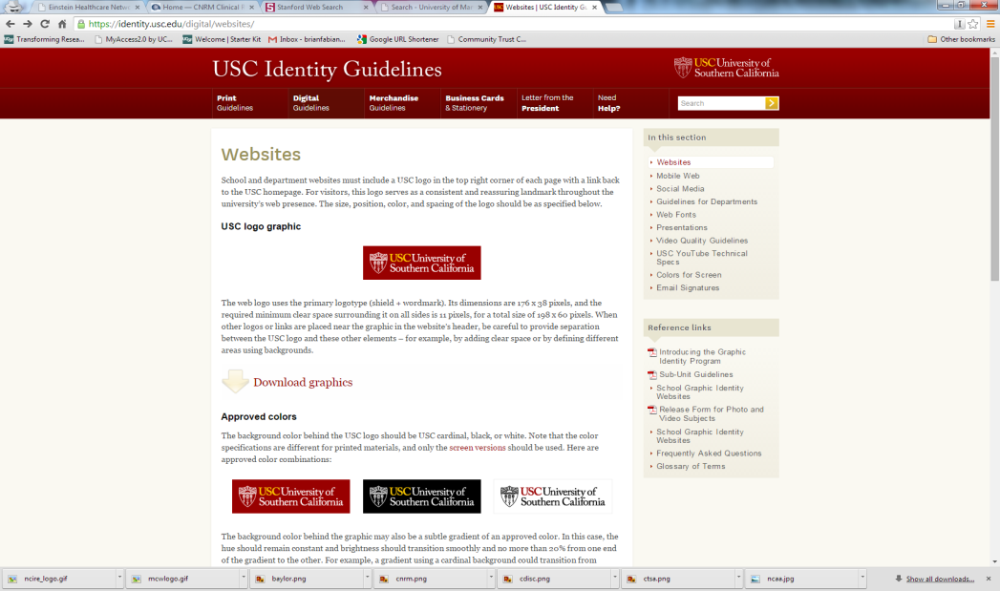 Einstein Healthcare Netw
Home — CNRM Clinical R
Stanford Web Search
Search - University of Mar
Websites | USC Identity Gu
https://identity.usc.edu/digital/websites/
Transforming Resea...
MyAccess2.0 by UC...
Welcome | Starter Kit
Inbox - brianfabian...
Google URL Shortener
Community Trust C...
Other bookmarks
USC Identity Guidelines
USC University of
Southern California
Print
Guidelines
Digital
Guidelines
Merchandise
Guidelines
Business Cards
& Stationery
Letter from the
President
Need
Help?
Search
Websites
School and department websites must include a USC logo in the top right corner of each page with a link back
to the USC homepage. For visitors, this logo serves as a consistent and reassuring landmark throughout the
university's web presence. The size, position, color, and spacing of the logo should be as specified below.
USC logo graphic
USC University of
Southern California
The web logo uses the primary logotype (shield + wordmark). Its dimensions are 176 x 38 pixels, and the
required minimum clear space surrounding it on all sides is 11 pixels, for a total size of 198 x 60 pixels. When
other logos or links are placed near the graphic in the website's header, be careful to provide separation
between the USC logo and these other elements – for example, by adding clear space or by defining different
areas using backgrounds.
Download graphics
Approved colors
The background color behind the USC logo should be USC cardinal, black, or white. Note that the color
specifications are different for printed materials, and only the screen versions should be used. Here are
approved color combinations:
USC University of
Southern California
USC University of
Southern California
USC University of
Southern California
The background color behind the graphic may also be a subtle gradient of an approved color. In this case, the
hue should remain constant and brightness should transition smoothly and no more than 20% from one end
of the gradient to the other. For example, a gradient using a cardinal background could transition from
In this section
Websites
Mobile Web
Social Media
Guidelines for Departments
Web Fonts
Presentations
Video Quality Guidelines
USC YouTube Technical
Specs
Colors for Screen
Email Signatures
Reference links
Introducing the Graphic
Identity Program
Sub-Unit Guidelines
School Graphic Identity
Websites
Release Form for Photo and
Video Subjects
School Graphic Identity
Websites
Frequently Asked Questions
Glossary of Terms
ncire_logo.gif
mcwlogo.gif
baylor.png
cnrm.png
cdisc.png
ctsa.png
ncaa.jpg
Show all downloads...